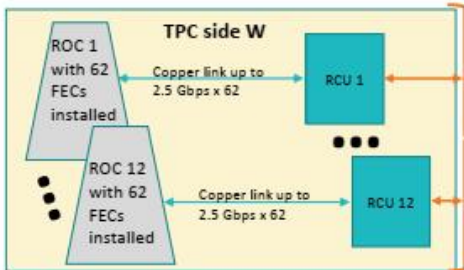 TPC side W
ROC 1
with 62
FECs
installed
Copper link up to
2.5 Gbps x 62
RCU 1
ROC 12
with 62
FECs
installed
Copper link up to
2.5 Gbps x 62
RCU 12